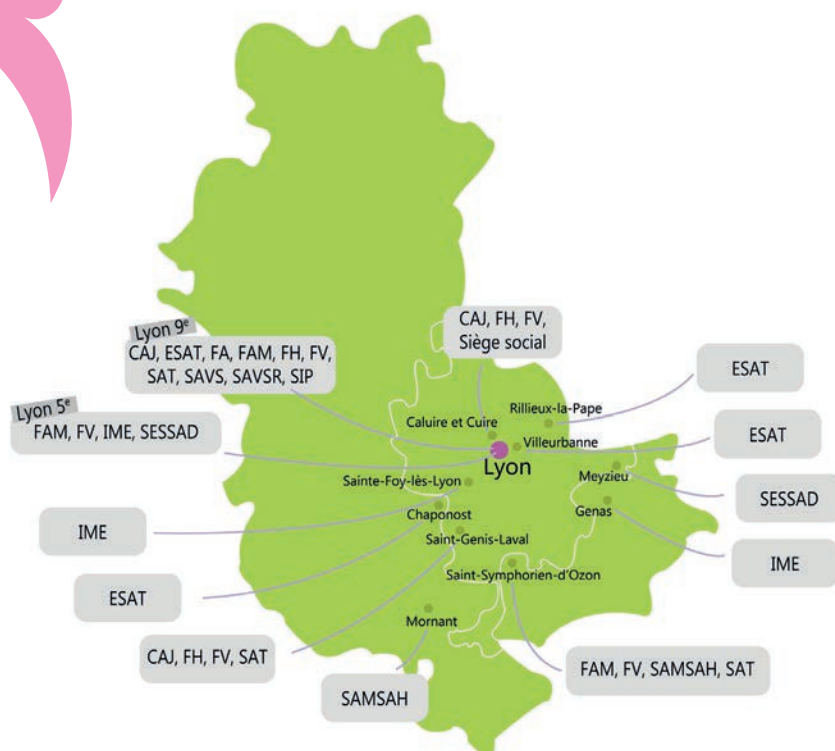 Lyon 9e
CAJ, ESAT, FA, FAM, FH, FV,
SAT, SAVS, SAVSR, SIP
CAJ, FH, FV,
Siège social
ESAT
Lyon 5e
FAM, FV, IME, SESSAD
Rillieux-la-Pape
Caluire et Cuire
Villeurbanne
ESAT
Lyon
Sainte-Foy-lès-Lyon
Meyzieu
SESSAD
Chaponost
Genas
IME
Saint-Genis-Laval
IME
Saint-Symphorien-d'Ozon
ESAT
Mornant
CAJ, FH, FV, SAT
FAM, FV, SAMSAH, SAT
SAMSAH